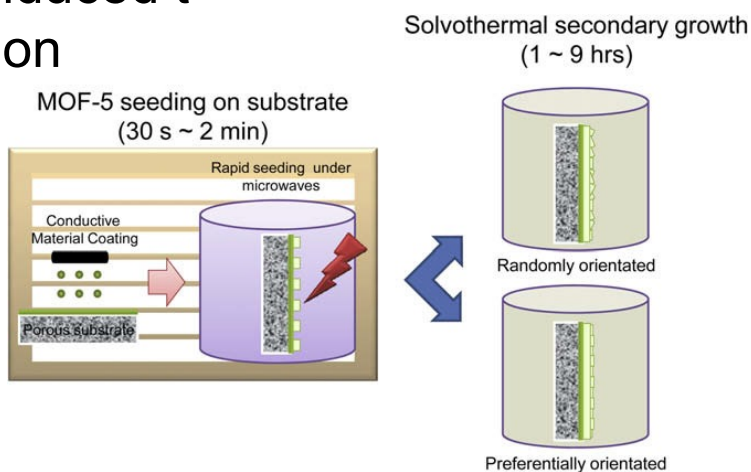 on
MOF-5 seeding on substrate
(30 s ~ 2 min)
Rapid seeding under
microwaves
Conductive
Material Coating
Porous substrate
Solvothermal secondary growth
(1 ~ 9 hrs)
Randomly orientated
Preferentially orientated